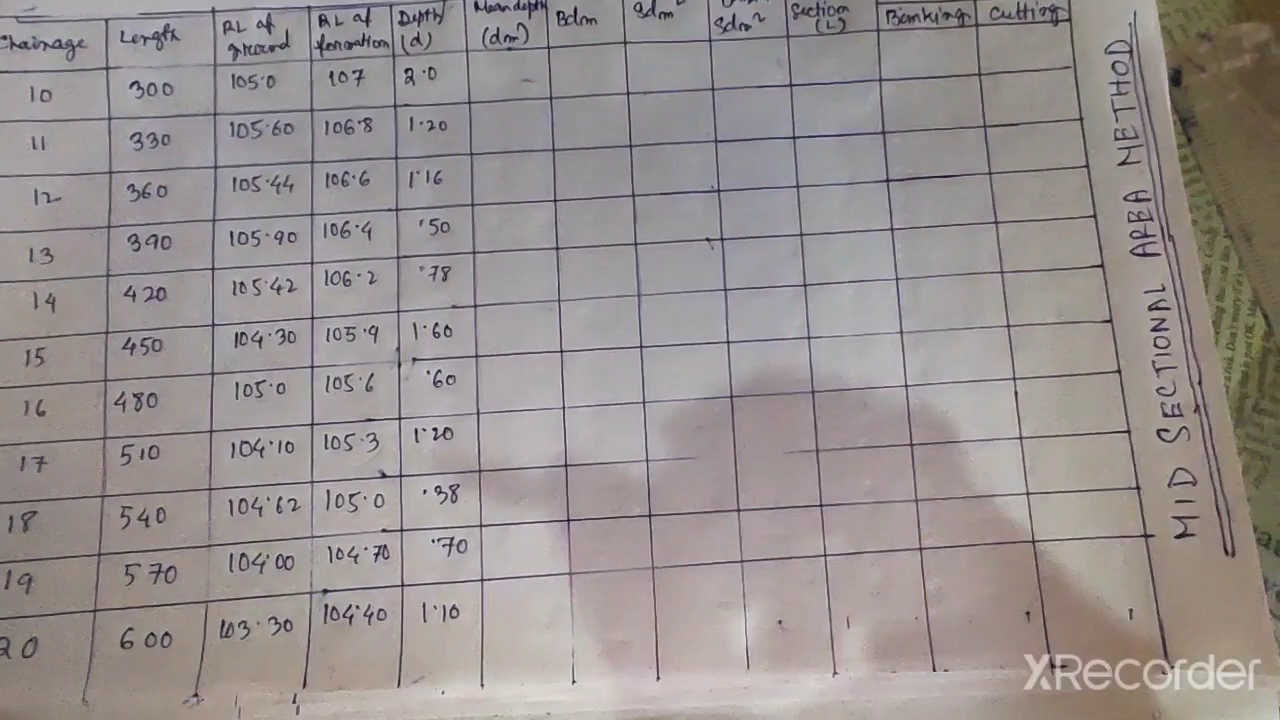 Chainage Length RL of ground RL of formation Depth (d) Mean depth (dm) Bdm Sdm² Sdm² Section (L) Banking Cutting
10 300 105.0 107 2.0
11 330 105.60 106.8 1.20
12 360 105.44 106.6 1.16
13 390 105.90 106.4 .50
14 420 105.42 106.2 .78
15 450 104.30 105.9 1.60
16 480 105.0 105.6 .60
17 510 104.10 105.3 1.20
18 540 104.62 105.0 .38
19 570 104.00 104.70 .70
20 600 103.30 104.40 1.10
MID SECTIONAL AREA METHOD
XRecorder